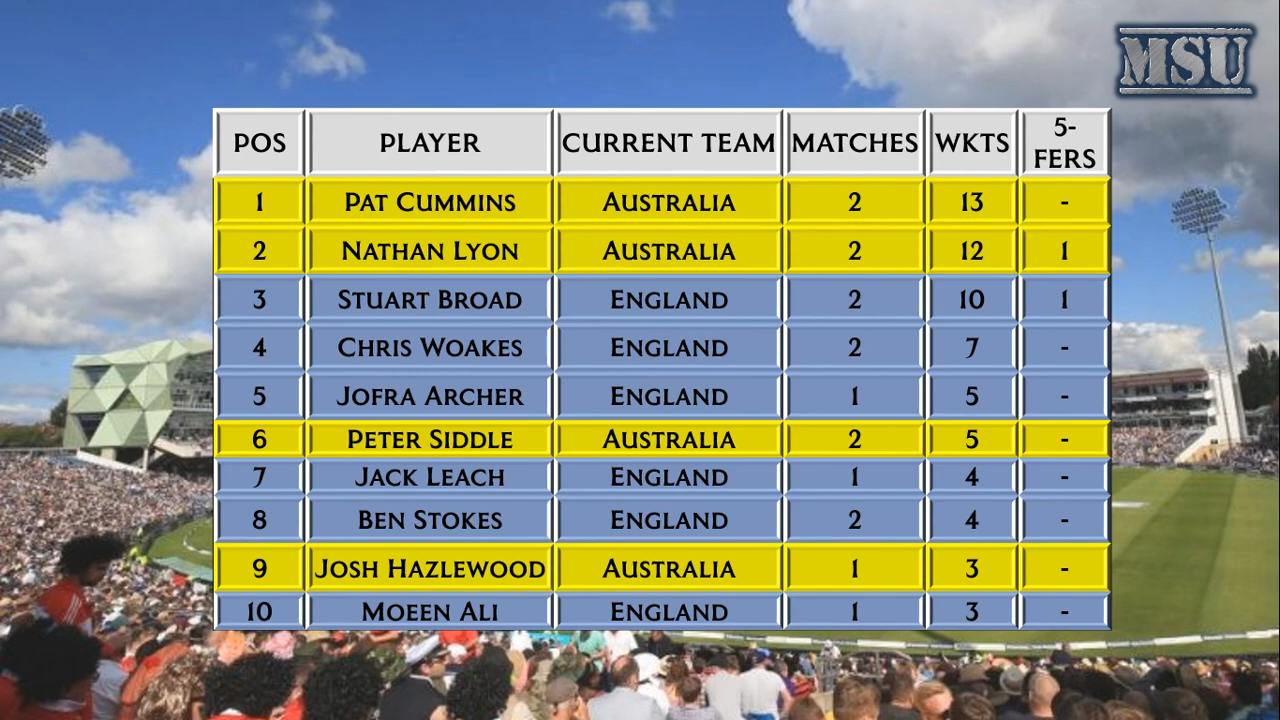 MSU
POS PLAYER CURRENT TEAM MATCHES WKTS 5-
FERS
1 PAT CUMMINS AUSTRALIA 2 13 -
2 NATHAN LYON AUSTRALIA 2 12 1
3 STUART BROAD ENGLAND 2 10 1
4 CHRIS WOAKES ENGLAND 2 7 -
5 JOFRA ARCHER ENGLAND 1 5 -
6 PETER SIDDLE AUSTRALIA 2 5 -
7 JACK LEACH ENGLAND 1 4 -
8 BEN STOKES ENGLAND 2 4 -
9 JOSH HAZLEWOOD AUSTRALIA 1 3 -
10 MOEEN ALI ENGLAND 1 3 -